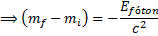 ⟹ (m_f − m_i) = − E_fóton / c²